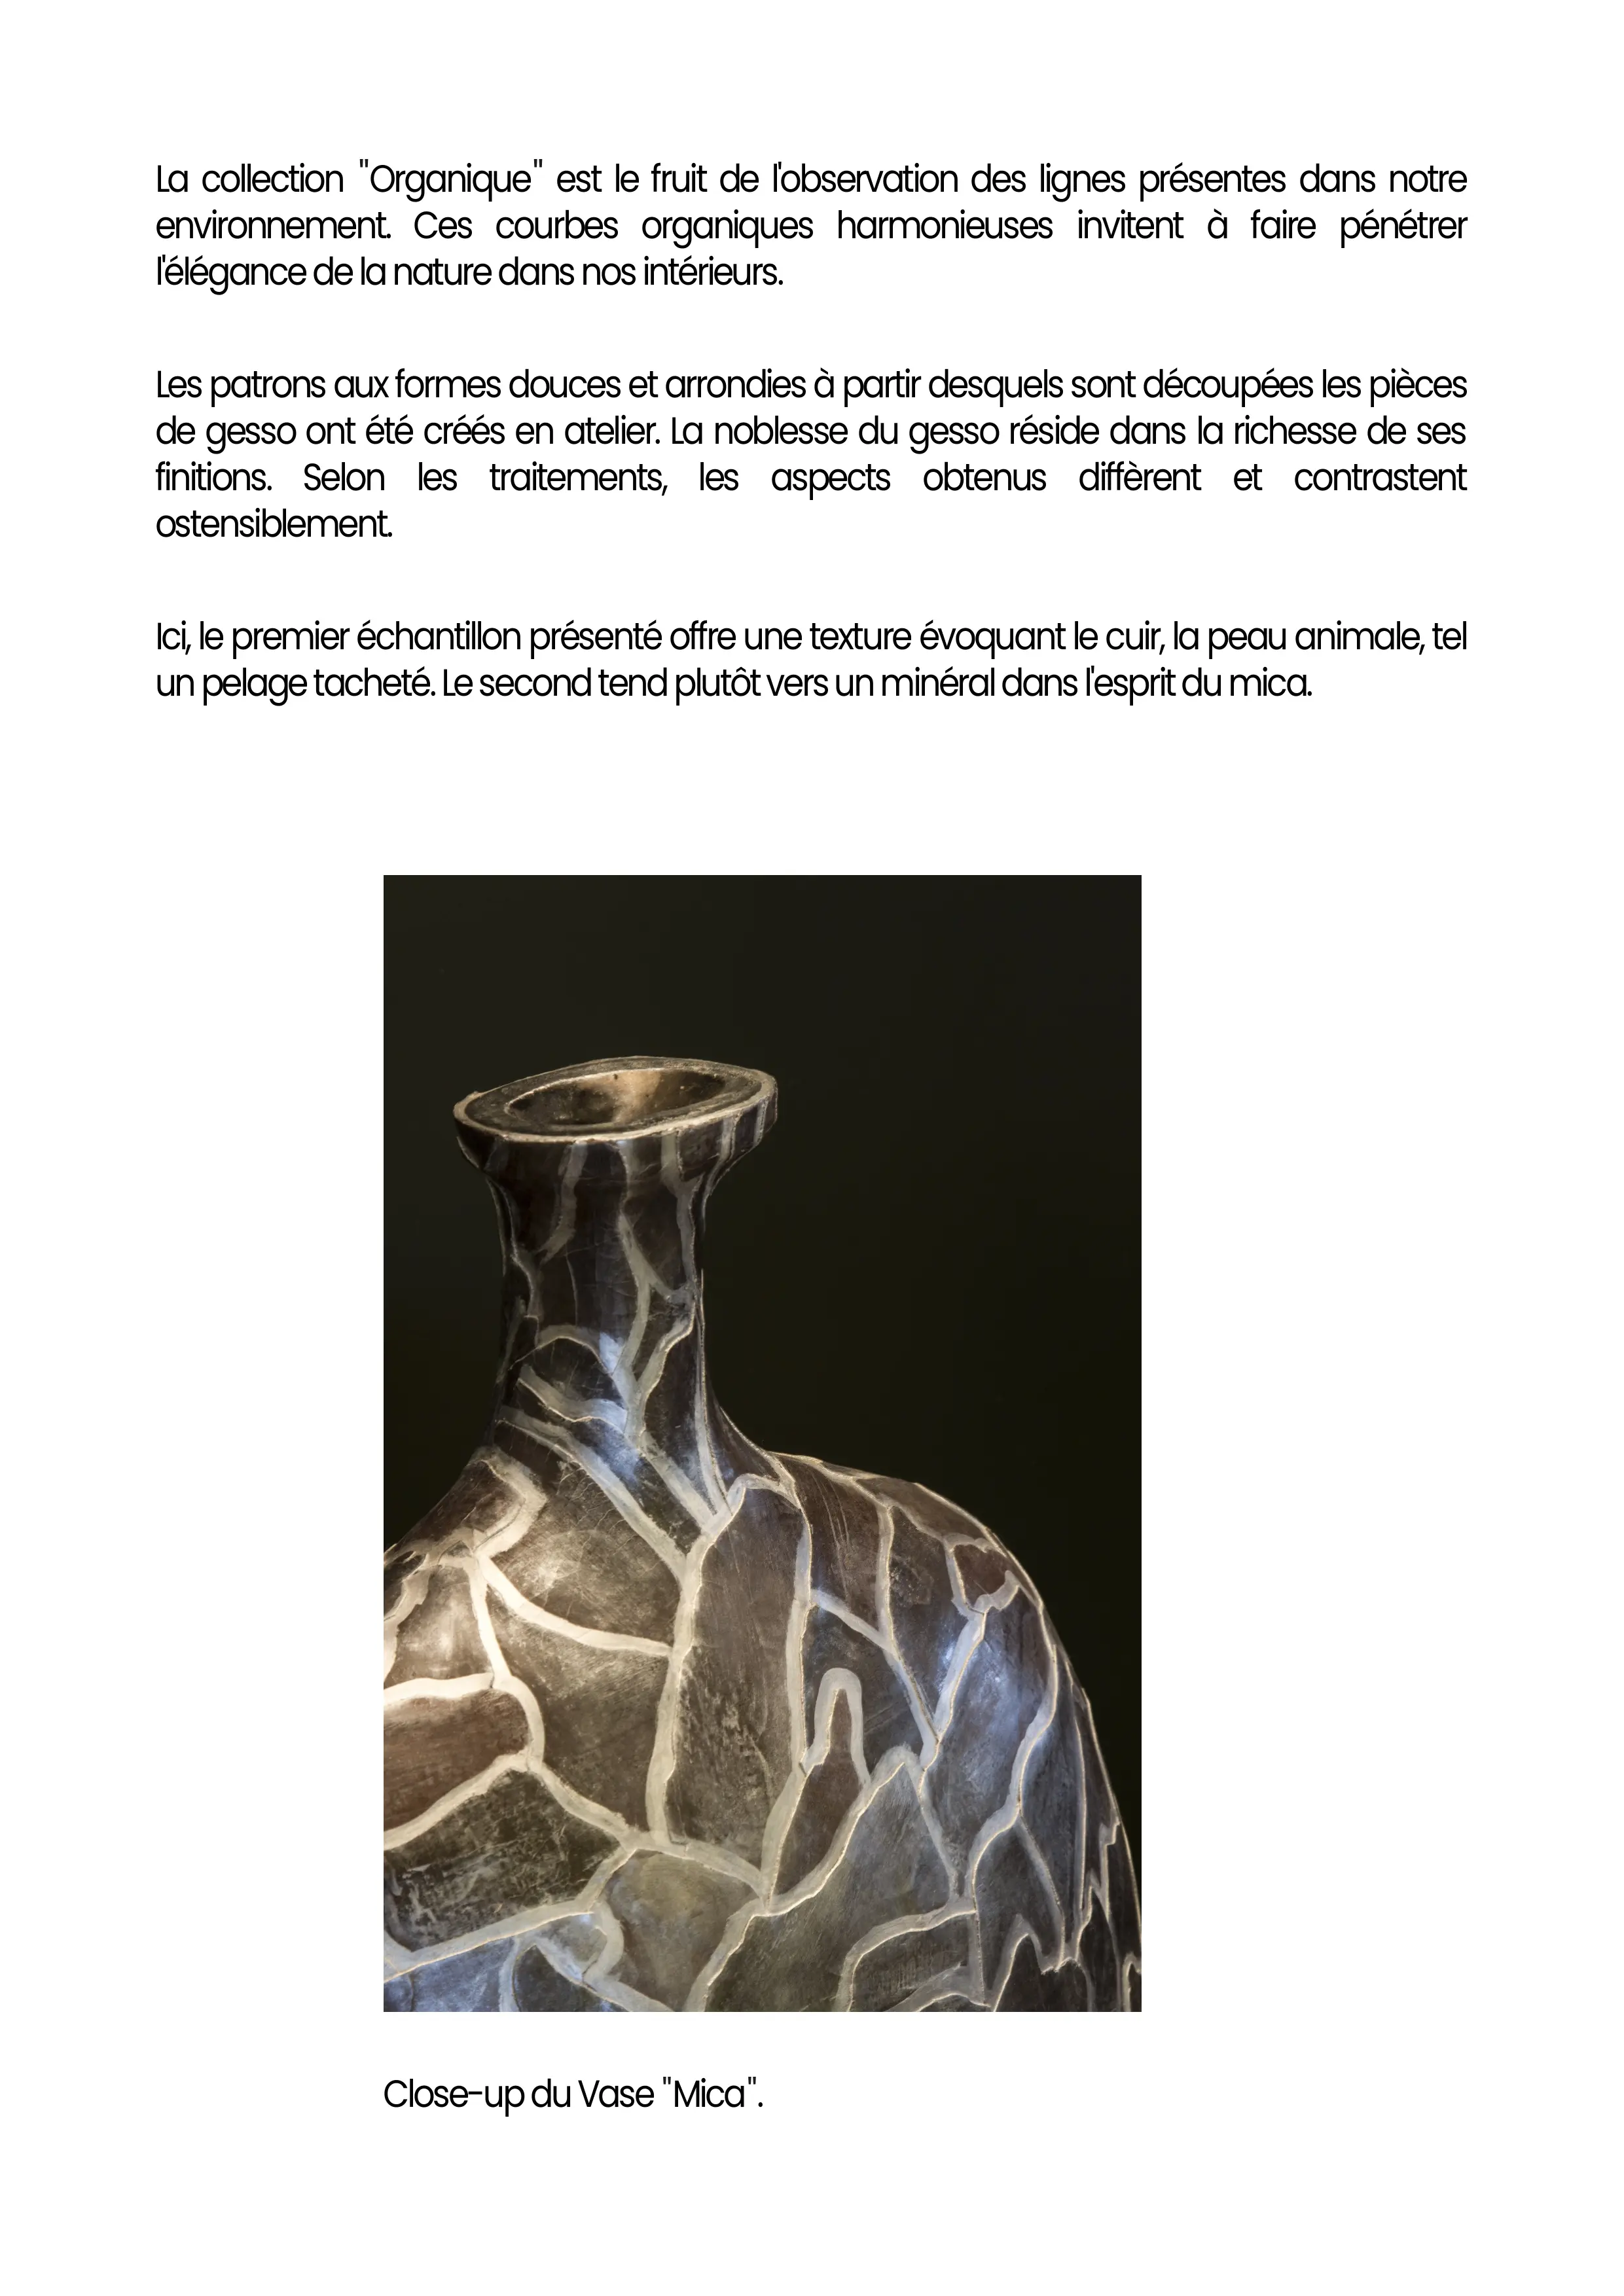 La collection "Organique" est le fruit de l'observation des lignes présentes dans notre
environnement. Ces courbes organiques harmonieuses invitent à faire pénétrer
l'élégance de la nature dans nos intérieurs.
Les patrons aux formes douces et arrondies à partir desquels sont découpées les pièces
de gesso ont été créés en atelier. La noblesse du gesso réside dans la richesse de ses
finitions. Selon les traitements, les aspects obtenus diffèrent et contrastent
ostensiblement.
Ici, le premier échantillon présenté offre une texture évoquant le cuir, la peau animale, tel
un pelage tacheté. Le second tend plutôt vers un minéral dans l'esprit du mica.
Close-up du Vase "Mica".